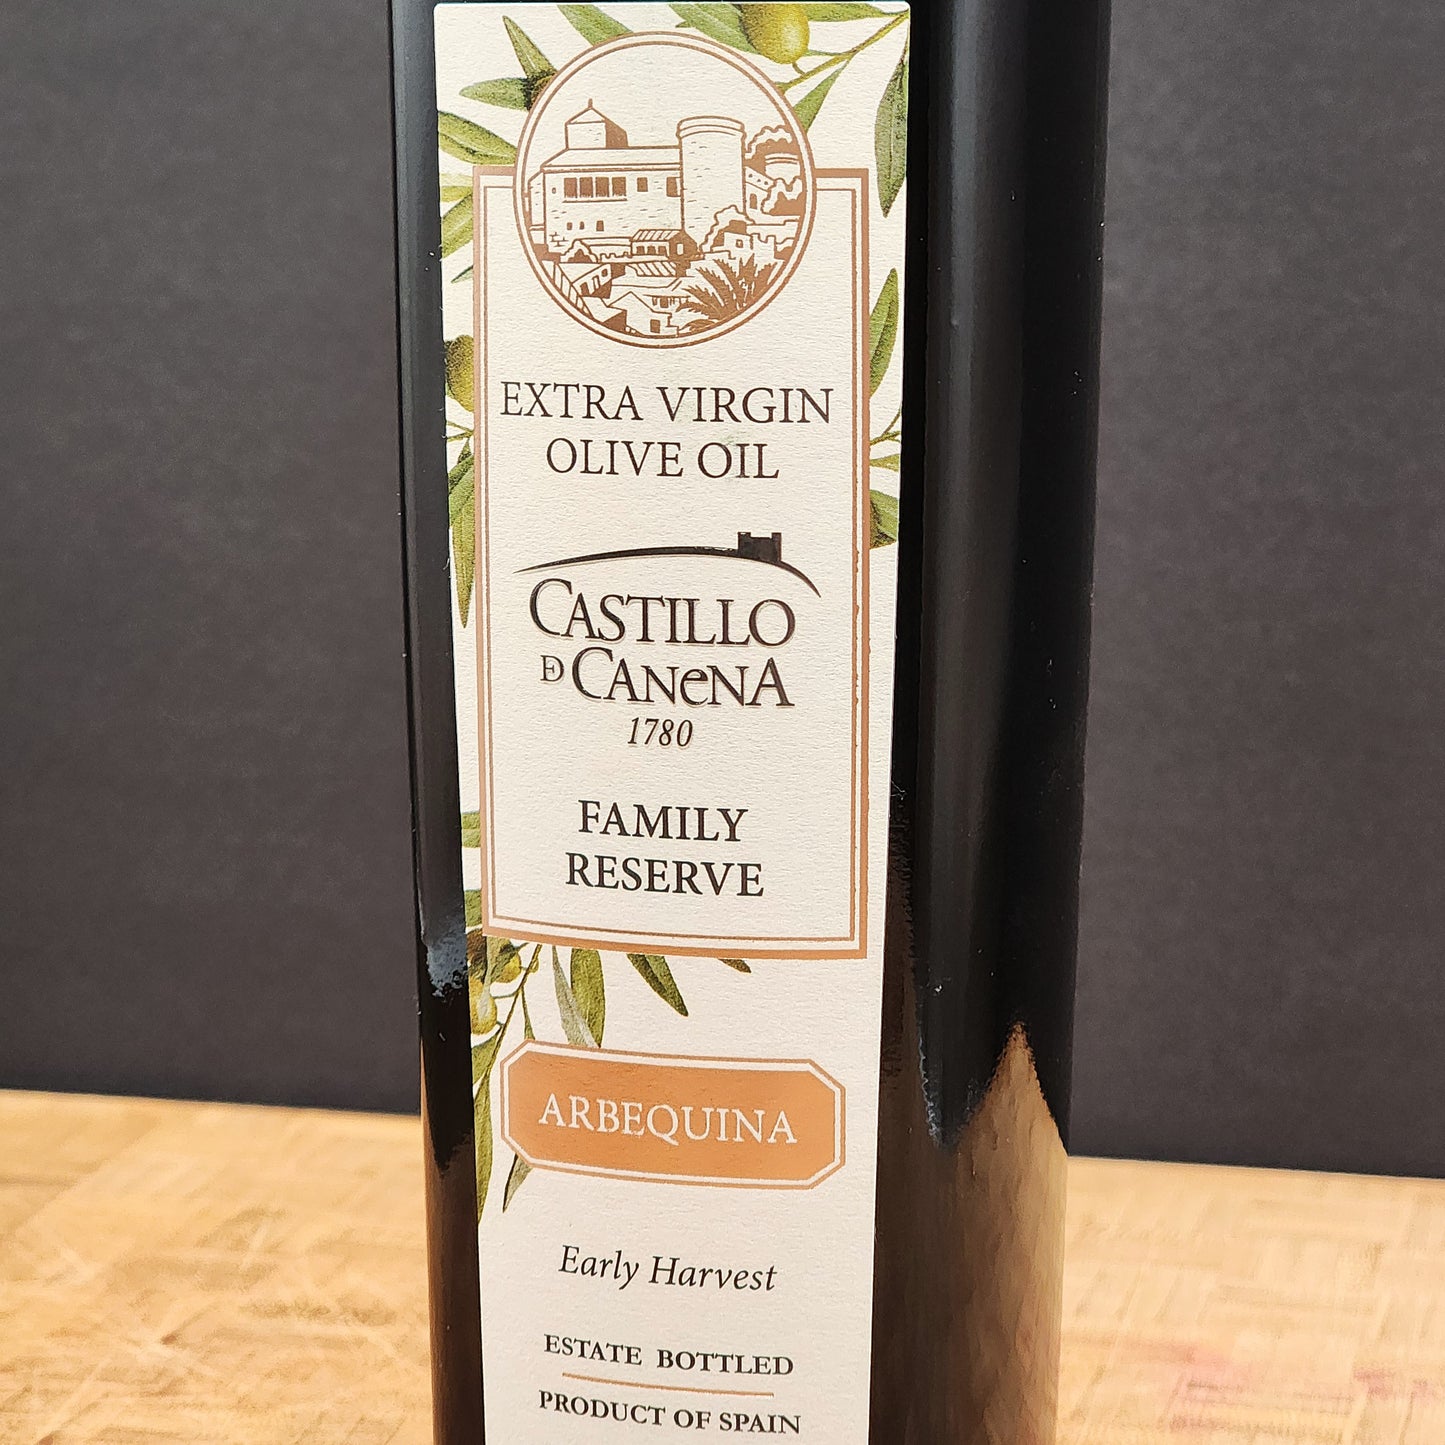 EXTRA VIRGIN
OLIVE OIL
CASTILLO
DE CANeNA
1780
FAMILY
RESERVE
ARBEQUINA
Early Harvest
ESTATE BOTTLED
PRODUCT OF SPAIN